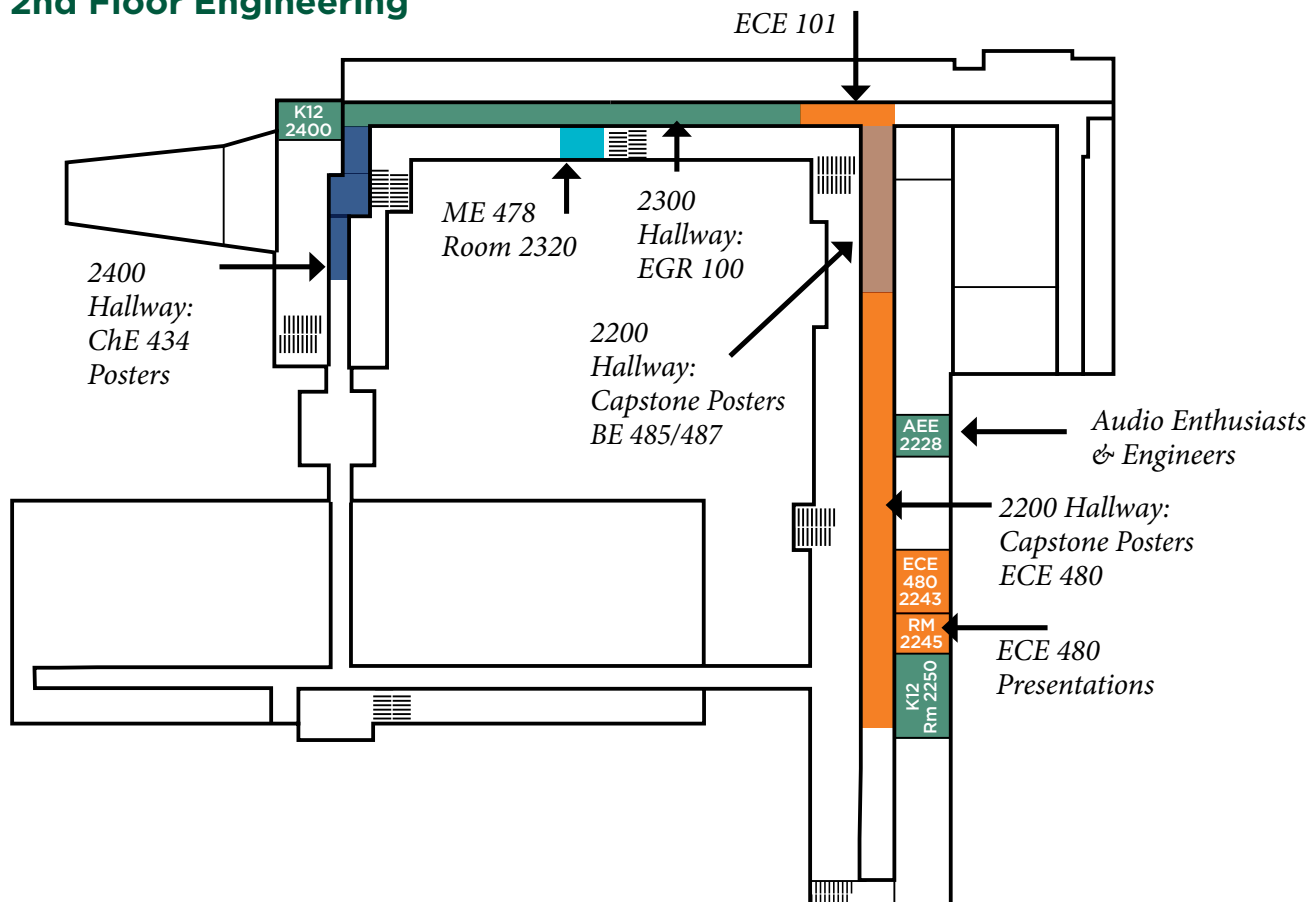 2nd Floor Engineering
ECE 101
K12
2400
ME 478
Room 2320
2300
Hallway:
EGR 100
2400
Hallway:
ChE 434
Posters
2200
Hallway:
Capstone Posters
BE 485/487
AEE
2228
Audio Enthusiasts
& Engineers
2200 Hallway:
Capstone Posters
ECE 480
ECE
480
2243
RM
2245
ECE 480
Presentations
K12
Rm 2250